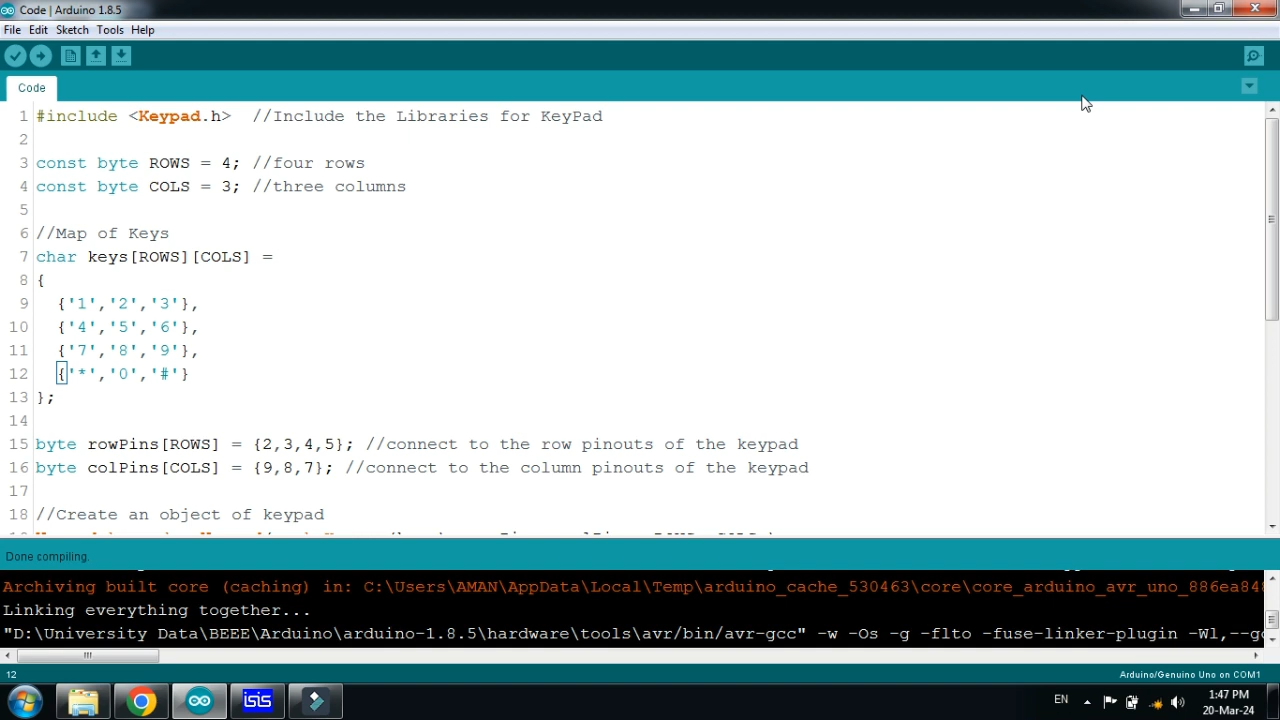 Code | Arduino 1.8.5
File Edit Sketch Tools Help
Code
1 #include <Keypad.h>  //Include the Libraries for KeyPad
2
3 const byte ROWS = 4; //four rows
4 const byte COLS = 3; //three columns
5
6 //Map of Keys
7 char keys[ROWS][COLS] =
8 {
9   {'1','2','3'},
10   {'4','5','6'},
11   {'7','8','9'},
12   {'*','0','#'}
13 };
14
15 byte rowPins[ROWS] = {2,3,4,5}; //connect to the row pinouts of the keypad
16 byte colPins[COLS] = {9,8,7}; //connect to the column pinouts of the keypad
17
18 //Create an object of keypad
Done compiling.
Archiving built core (caching) in: C:\Users\AMAN\AppData\Local\Temp\arduino_cache_530463\core\core_arduino_avr_uno_886ea848
Linking everything together...
"D:\University Data\BEEE\Arduino\arduino-1.8.5\hardware\tools\avr/bin/avr-gcc" -w -Os -g -flto -fuse-linker-plugin -Wl,--gc
12
Arduino/Genuino Uno on COM1
isis
EN
1:47 PM
20-Mar-24